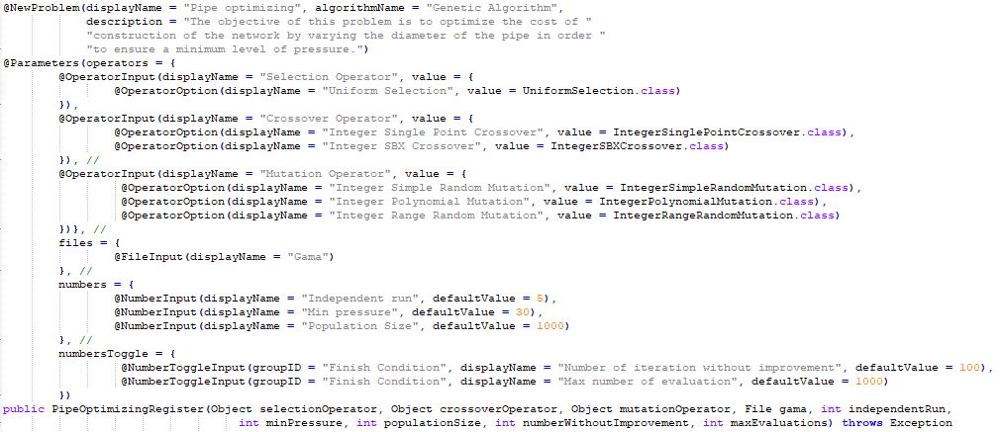 @NewProblem(displayName = "Pipe optimizing", algorithmName = "Genetic Algorithm",
            description = "The objective of this problem is to optimize the cost of "
            "construction of the network by varying the diameter of the pipe in order "
            "to ensure a minimum level of pressure.")
@Parameters(operators = {
        @OperatorInput(displayName = "Selection Operator", value = {
                @OperatorOption(displayName = "Uniform Selection", value = UniformSelection.class)
        }),
        @OperatorInput(displayName = "Crossover Operator", value = {
                @OperatorOption(displayName = "Integer Single Point Crossover", value = IntegerSinglePointCrossover.class),
                @OperatorOption(displayName = "Integer SBX Crossover", value = IntegerSBXCrossover.class)
        }), //
        @OperatorInput(displayName = "Mutation Operator", value = {
                 @OperatorOption(displayName = "Integer Simple Random Mutation", value = IntegerSimpleRandomMutation.class),
                 @OperatorOption(displayName = "Integer Polynomial Mutation", value = IntegerPolynomialMutation.class),
                 @OperatorOption(displayName = "Integer Range Random Mutation", value = IntegerRangeRandomMutation.class)
        })}, //
        files = {
                @FileInput(displayName = "Gama")
        }, //
        numbers = {
                @NumberInput(displayName = "Independent run", defaultValue = 5),
                @NumberInput(displayName = "Min pressure", defaultValue = 30),
                @NumberInput(displayName = "Population Size", defaultValue = 1000)
        }, //
        numbersToggle = {
                 @NumberToggleInput(groupID = "Finish Condition", displayName = "Number of iteration without improvement", defaultValue = 100),
                 @NumberToggleInput(groupID = "Finish Condition", displayName = "Max number of evaluation", defaultValue = 1000)
        })
public PipeOptimizingRegister(Object selectionOperator, Object crossoverOperator, Object mutationOperator, File gama, int independentRun,
                                  int minPressure, int populationSize, int numberWithoutImprovement, int maxEvaluations) throws Exception